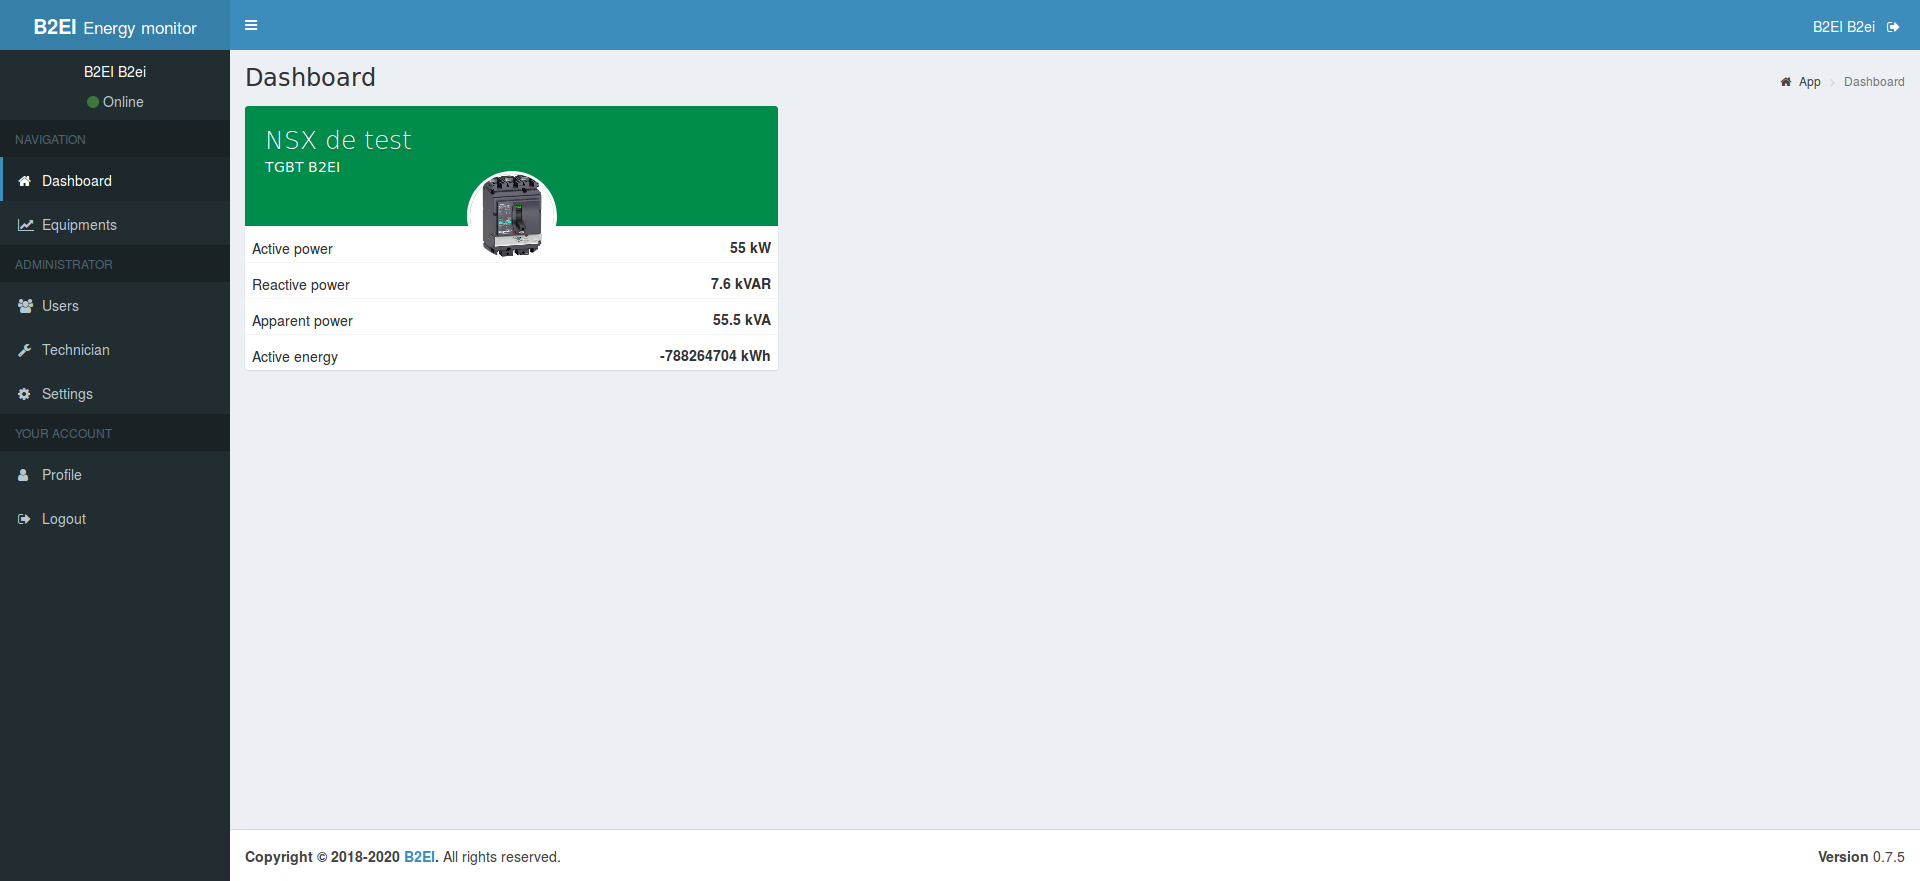 B2EI Energy monitor
B2EI B2ei
B2EI B2ei
Online
NAVIGATION
Dashboard
Equipments
ADMINISTRATOR
Users
Technician
Settings
YOUR ACCOUNT
Profile
Logout
Dashboard
App > Dashboard
NSX de test
TGBT B2EI
Active power 55 kW
Reactive power 7.6 kVAR
Apparent power 55.5 kVA
Active energy -788264704 kWh
Copyright © 2018-2020 B2EI. All rights reserved.
Version 0.7.5